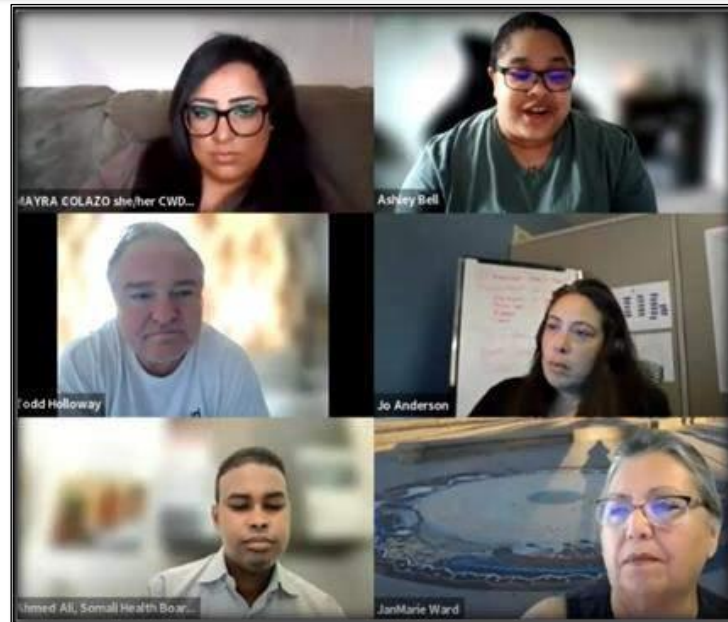 MAYRA COLAZO she/her CWD...
Ashley Bell
Todd Holloway
Jo Anderson
Ahmed Ali, Somali Health Boar...
JanMarie Ward